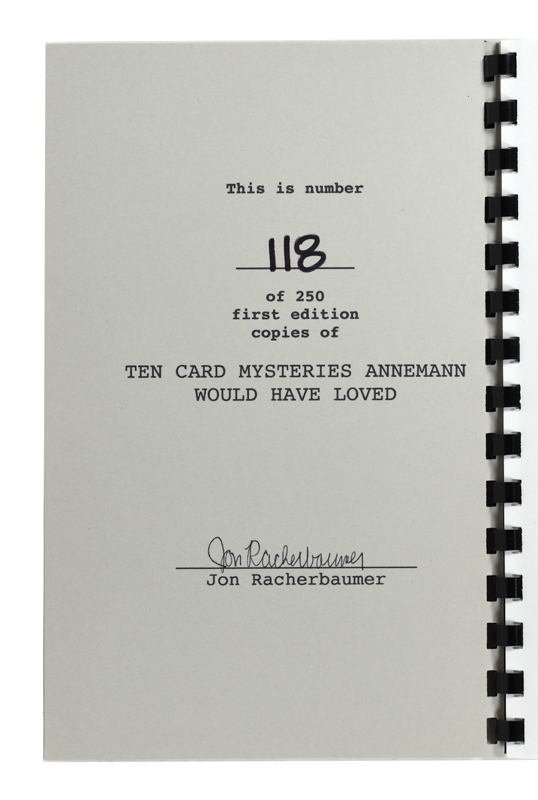 This is number
118
of 250
first edition
copies of
TEN CARD MYSTERIES ANNEMANN
WOULD HAVE LOVED
Jon Racherbaumer
Jon Racherbaumer